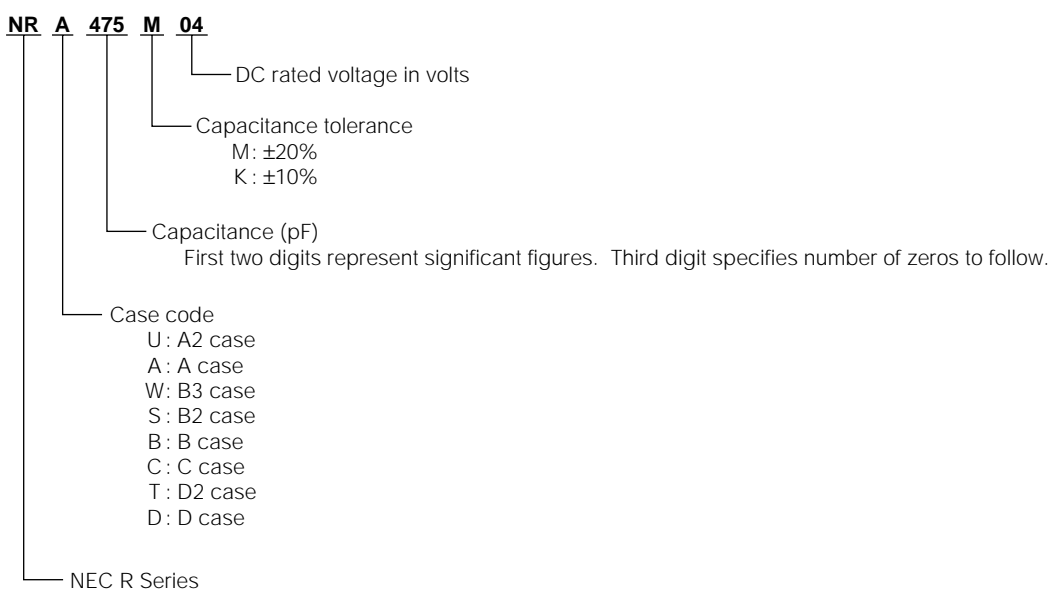 NR A 475 M 04
DC rated voltage in volts
Capacitance tolerance
M: ±20%
K: ±10%
Capacitance (pF)
First two digits represent significant figures. Third digit specifies number of zeros to follow.
Case code
U: A2 case
A: A case
W: B3 case
S: B2 case
B: B case
C: C case
T: D2 case
D: D case
NEC R Series